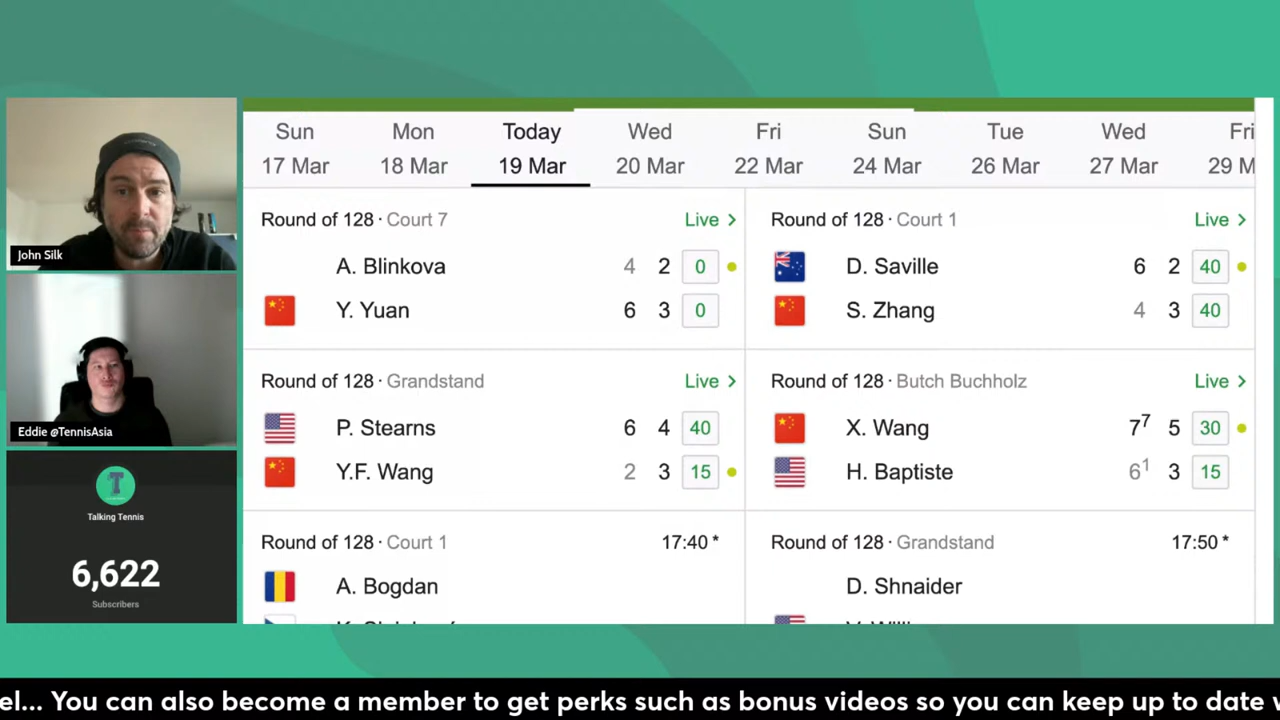 Sun Mon Today Wed Fri Sun Tue Wed Fri
17 Mar 18 Mar 19 Mar 20 Mar 22 Mar 24 Mar 26 Mar 27 Mar 29 M
Round of 128 · Court 7 Live >
A. Blinkova 4 2 0
Y. Yuan 6 3 0
Round of 128 · Court 1 Live >
D. Saville 6 2 40
S. Zhang 4 3 40
Round of 128 · Grandstand Live >
P. Stearns 6 4 40
Y.F. Wang 2 3 15
Round of 128 · Butch Buchholz Live >
X. Wang 7⁷ 5 30
H. Baptiste 6¹ 3 15
Round of 128 · Court 1 17:40 *
A. Bogdan
Round of 128 · Grandstand 17:50 *
D. Shnaider
John Silk
Eddie @TennisAsia
T
Talking Tennis
6,622
Subscribers
el... You can also become a member to get perks such as bonus videos so you can keep up to date